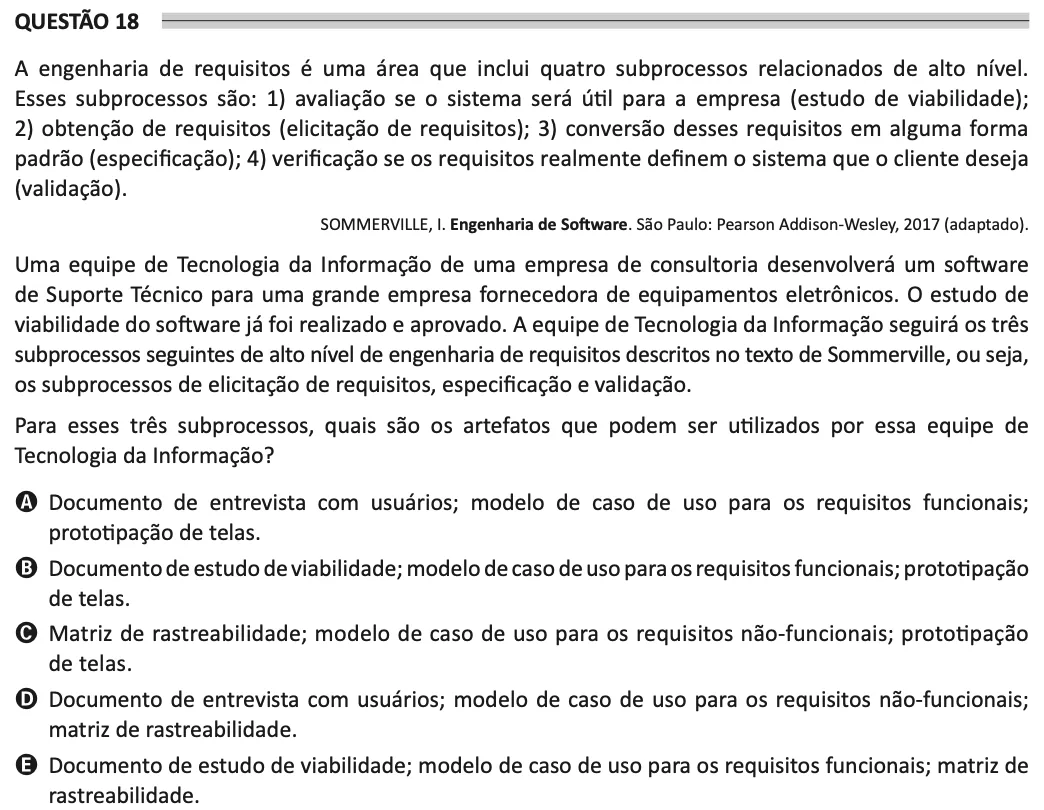 QUESTÃO 18
A engenharia de requisitos é uma área que inclui quatro subprocessos relacionados de alto nível.
Esses subprocessos são: 1) avaliação se o sistema será útil para a empresa (estudo de viabilidade);
2) obtenção de requisitos (elicitação de requisitos); 3) conversão desses requisitos em alguma forma
padrão (especificação); 4) verificação se os requisitos realmente definem o sistema que o cliente deseja
(validação).
SOMMERVILLE, I. Engenharia de Software. São Paulo: Pearson Addison-Wesley, 2017 (adaptado).
Uma equipe de Tecnologia da Informação de uma empresa de consultoria desenvolverá um software
de Suporte Técnico para uma grande empresa fornecedora de equipamentos eletrônicos. O estudo de
viabilidade do software já foi realizado e aprovado. A equipe de Tecnologia da Informação seguirá os três
subprocessos seguintes de alto nível de engenharia de requisitos descritos no texto de Sommerville, ou seja,
os subprocessos de elicitação de requisitos, especificação e validação.
Para esses três subprocessos, quais são os artefatos que podem ser utilizados por essa equipe de
Tecnologia da Informação?
A Documento de entrevista com usuários; modelo de caso de uso para os requisitos funcionais;
prototipação de telas.
B Documento de estudo de viabilidade; modelo de caso de uso para os requisitos funcionais; prototipação
de telas.
C Matriz de rastreabilidade; modelo de caso de uso para os requisitos não-funcionais; prototipação
de telas.
D Documento de entrevista com usuários; modelo de caso de uso para os requisitos não-funcionais;
matriz de rastreabilidade.
E Documento de estudo de viabilidade; modelo de caso de uso para os requisitos funcionais; matriz de
rastreabilidade.